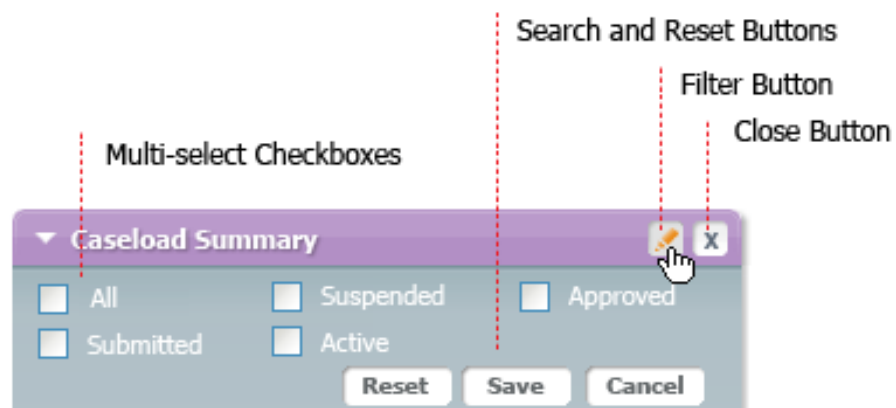 Search and Reset Buttons
Filter Button
Close Button
Multi-select Checkboxes
Caseload Summary X
All Suspended Approved
Submitted Active
Reset Save Cancel